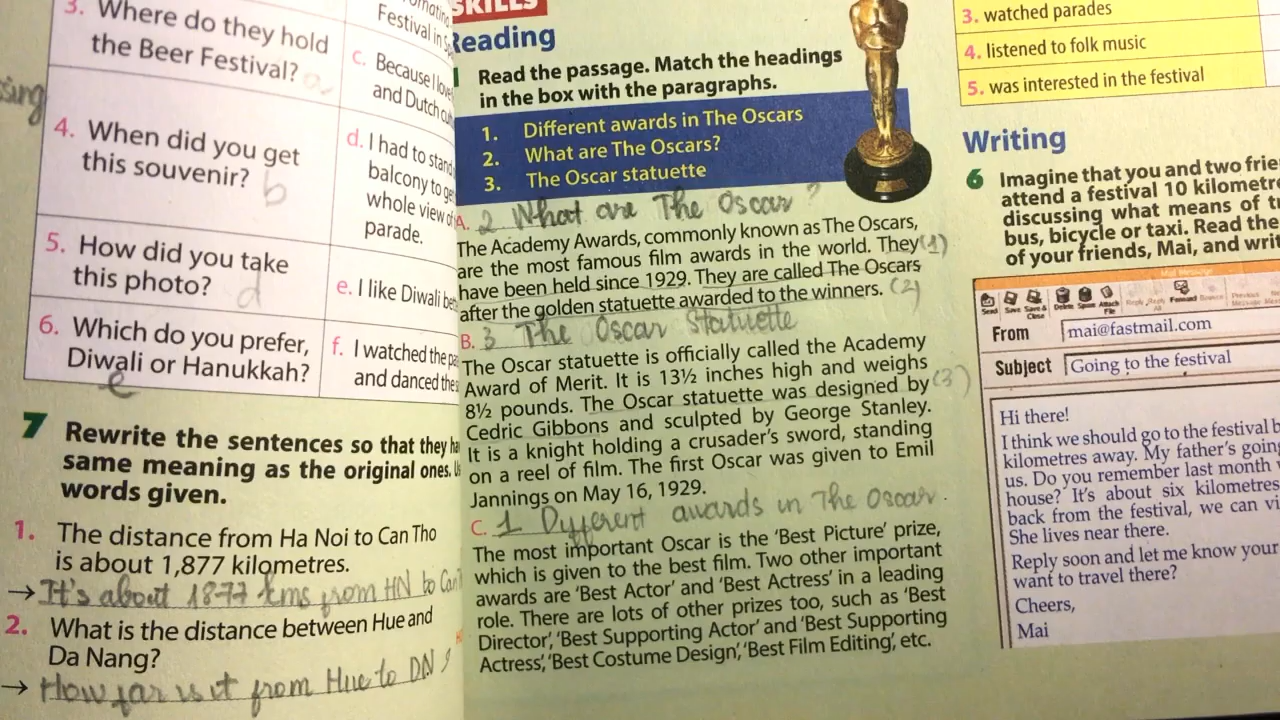 3. Where do they hold
the Beer Festival?
4. When did you get
this souvenir? b
5. How did you take
this photo? d
6. Which do you prefer,
Diwali or Hanukkah?
e
Festival in
c. Because I love
and Dutch
d. I had to stand
balcony to
whole view of
parade.
e. I like Diwali
f. I watched the
and danced
7 Rewrite the sentences so that they
same meaning as the original ones.
words given.
1. The distance from Ha Noi to Can Tho
is about 1,877 kilometres.
→ It's about 1877 kms from HN to Can
2. What is the distance between Hue and
Da Nang?
→ How far is it from Hue to DN ?
SKILLS
Reading
1 Read the passage. Match the headings
in the box with the paragraphs.
1. Different awards in The Oscars
2. What are The Oscars?
3. The Oscar statuette
A. 2 What are The Oscar ?
The Academy Awards, commonly known as The Oscars,
are the most famous film awards in the world. They (1)
have been held since 1929. They are called The Oscars
after the golden statuette awarded to the winners. (2)
B. 3 The Oscar Statuette
The Oscar statuette is officially called the Academy
Award of Merit. It is 13½ inches high and weighs
8½ pounds. The Oscar statuette was designed by (3)
Cedric Gibbons and sculpted by George Stanley.
It is a knight holding a crusader's sword, standing
on a reel of film. The first Oscar was given to Emil
Jannings on May 16, 1929.
C. 1 Different awards in The Oscar
The most important Oscar is the 'Best Picture' prize,
which is given to the best film. Two other important
awards are 'Best Actor' and 'Best Actress' in a leading
role. There are lots of other prizes too, such as 'Best
Director', 'Best Supporting Actor' and 'Best Supporting
Actress', 'Best Costume Design', 'Best Film Editing', etc.
3. watched parades
4. listened to folk music
5. was interested in the festival
Writing
6 Imagine that you and two
attend a festival 10
discussing what means of
bus, bicycle or taxi. Read the
of your friends, Mai, and
Mail Message
Send Save Save & Close Delete Spam Attach File Reply Reply All Forward Previous Message
From mai@fastmail.com
Subject Going to the festival
Hi there!
I think we should go to the festival
kilometres away. My father's going
us. Do you remember last month
house? It's about six kilometres
back from the festival, we can
She lives near there.
Reply soon and let me know your
want to travel there?
Cheers,
Mai